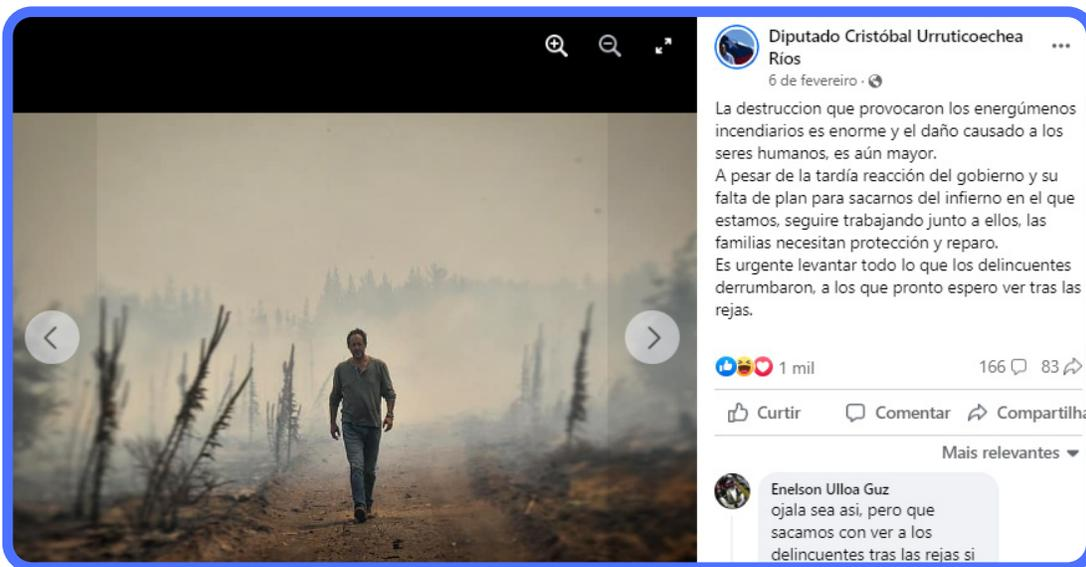 Diputado Cristóbal Urruticoechea
Ríos
6 de fevereiro ·
La destruccion que provocaron los energúmenos
incendiarios es enorme y el daño causado a los
seres humanos, es aún mayor.
A pesar de la tardía reacción del gobierno y su
falta de plan para sacarnos del infierno en el que
estamos, seguire trabajando junto a ellos, las
familias necesitan protección y reparo.
Es urgente levantar todo lo que los delincuentes
derrumbaron, a los que pronto espero ver tras las
rejas.
1 mil
166
83
Curtir
Comentar
Compartilha
Mais relevantes
Enelson Ulloa Guz
ojala sea asi, pero que
sacamos con ver a los
delincuentes tras las rejas si